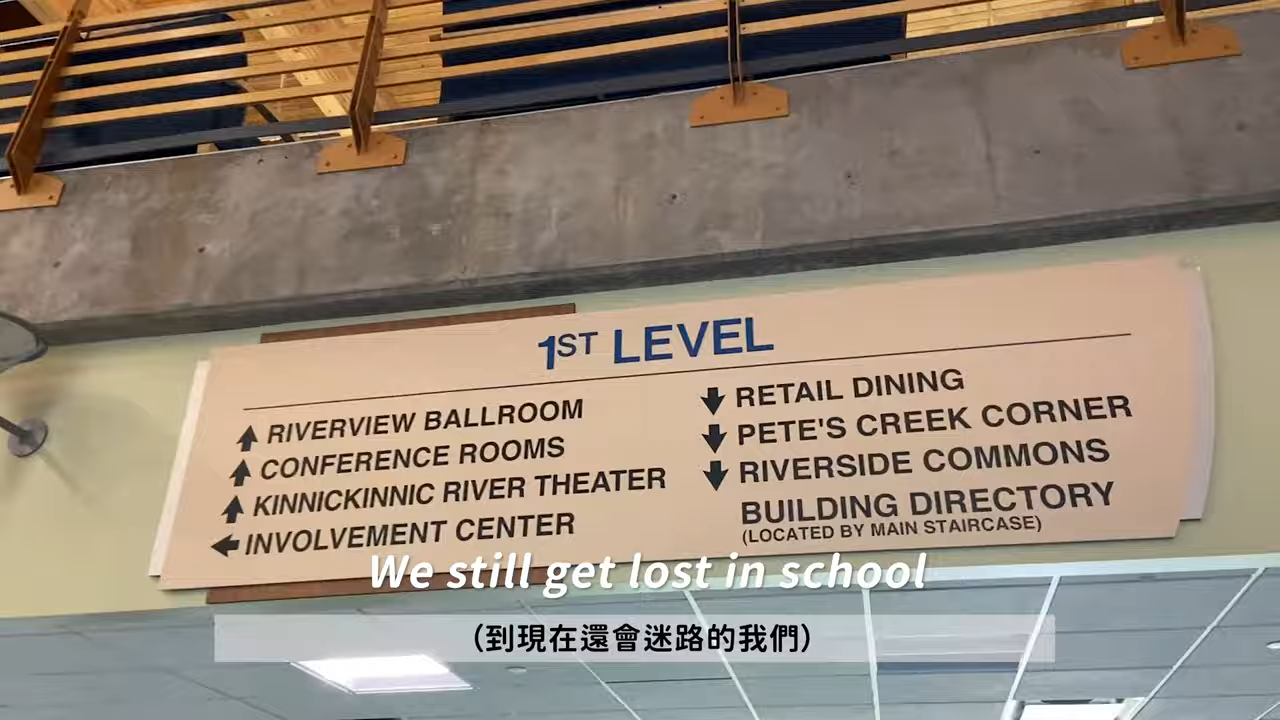 1ST LEVEL
RIVERVIEW BALLROOM
CONFERENCE ROOMS
KINNICKINNIC RIVER THEATER
INVOLVEMENT CENTER
RETAIL DINING
PETE'S CREEK CORNER
RIVERSIDE COMMONS
BUILDING DIRECTORY
(LOCATED BY MAIN STAIRCASE)
We still get lost in school
(到現在還會迷路的我們)